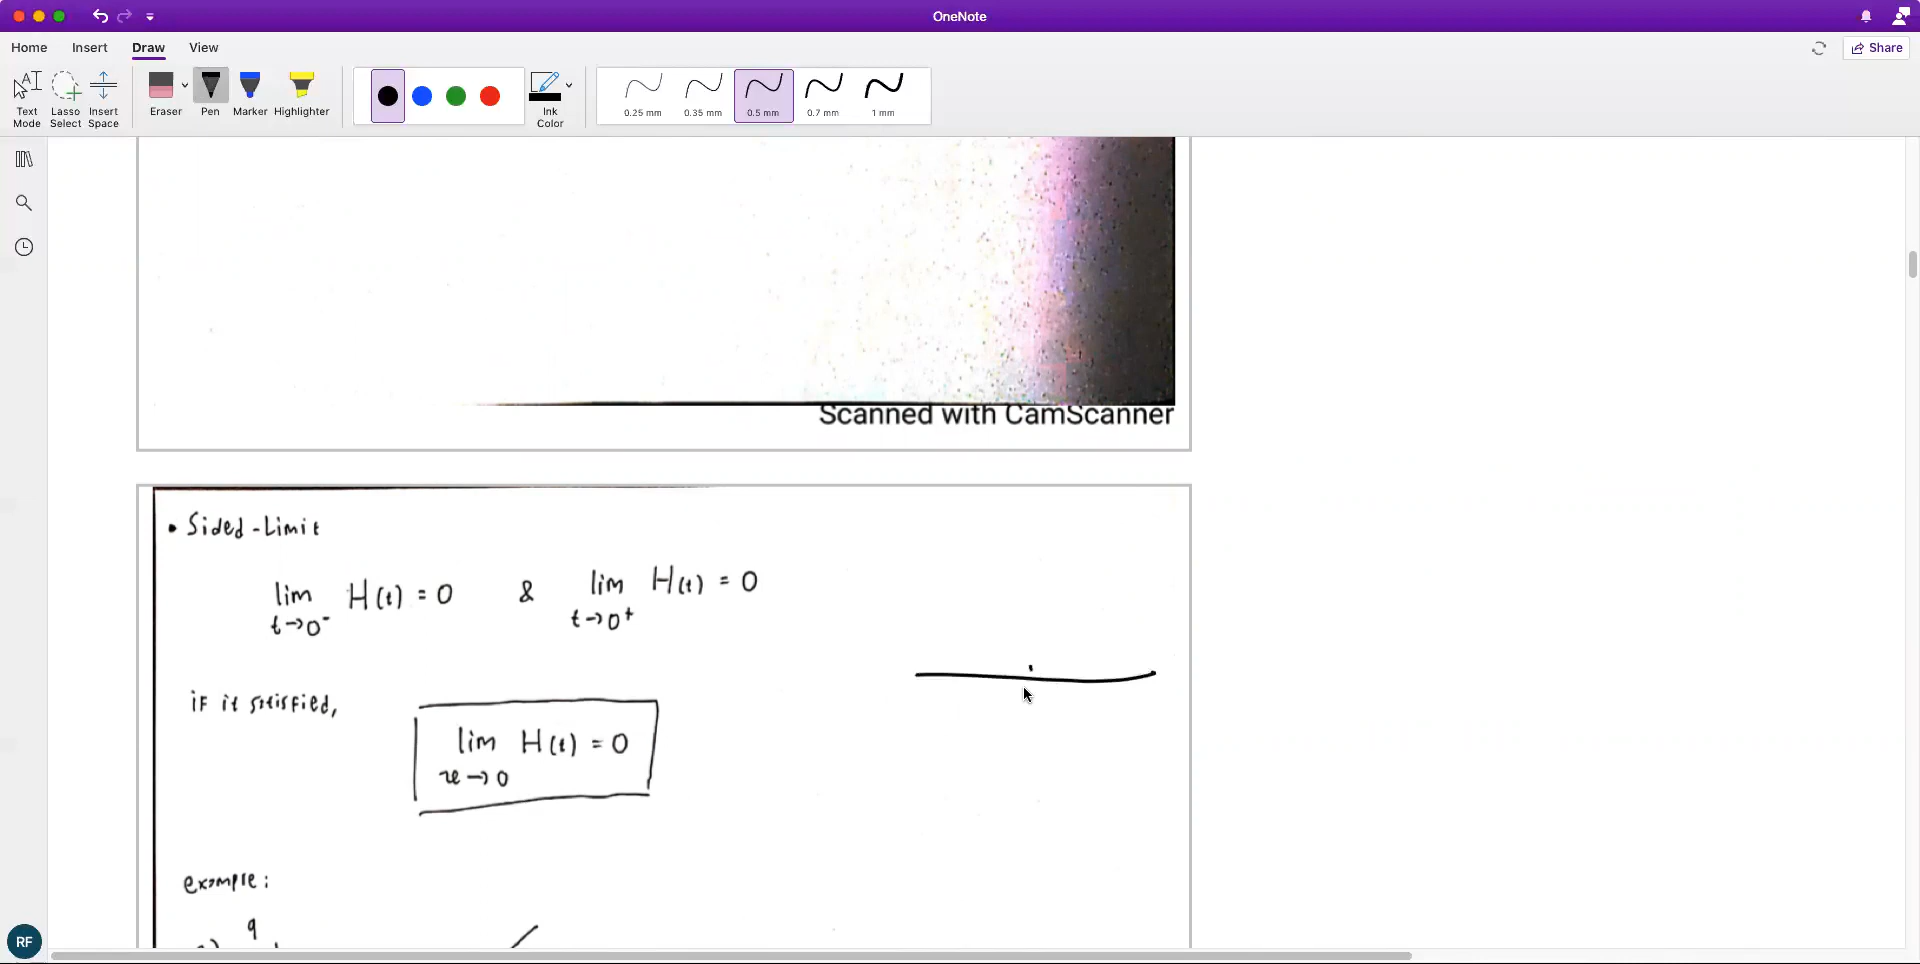 OneNote
Home Insert Draw View
Share
Text Mode
Lasso Select
Insert Space
Eraser
Pen
Marker
Highlighter
Ink Color
0.25 mm
0.35 mm
0.5 mm
0.7 mm
1 mm
Scanned with CamScanner
• Sided-Limit
lim H(t) = 0 & lim H(t) = 0
t→0⁻ t→0⁺
if it satisfied,
lim H(t) = 0
x→0
example:
9
RF